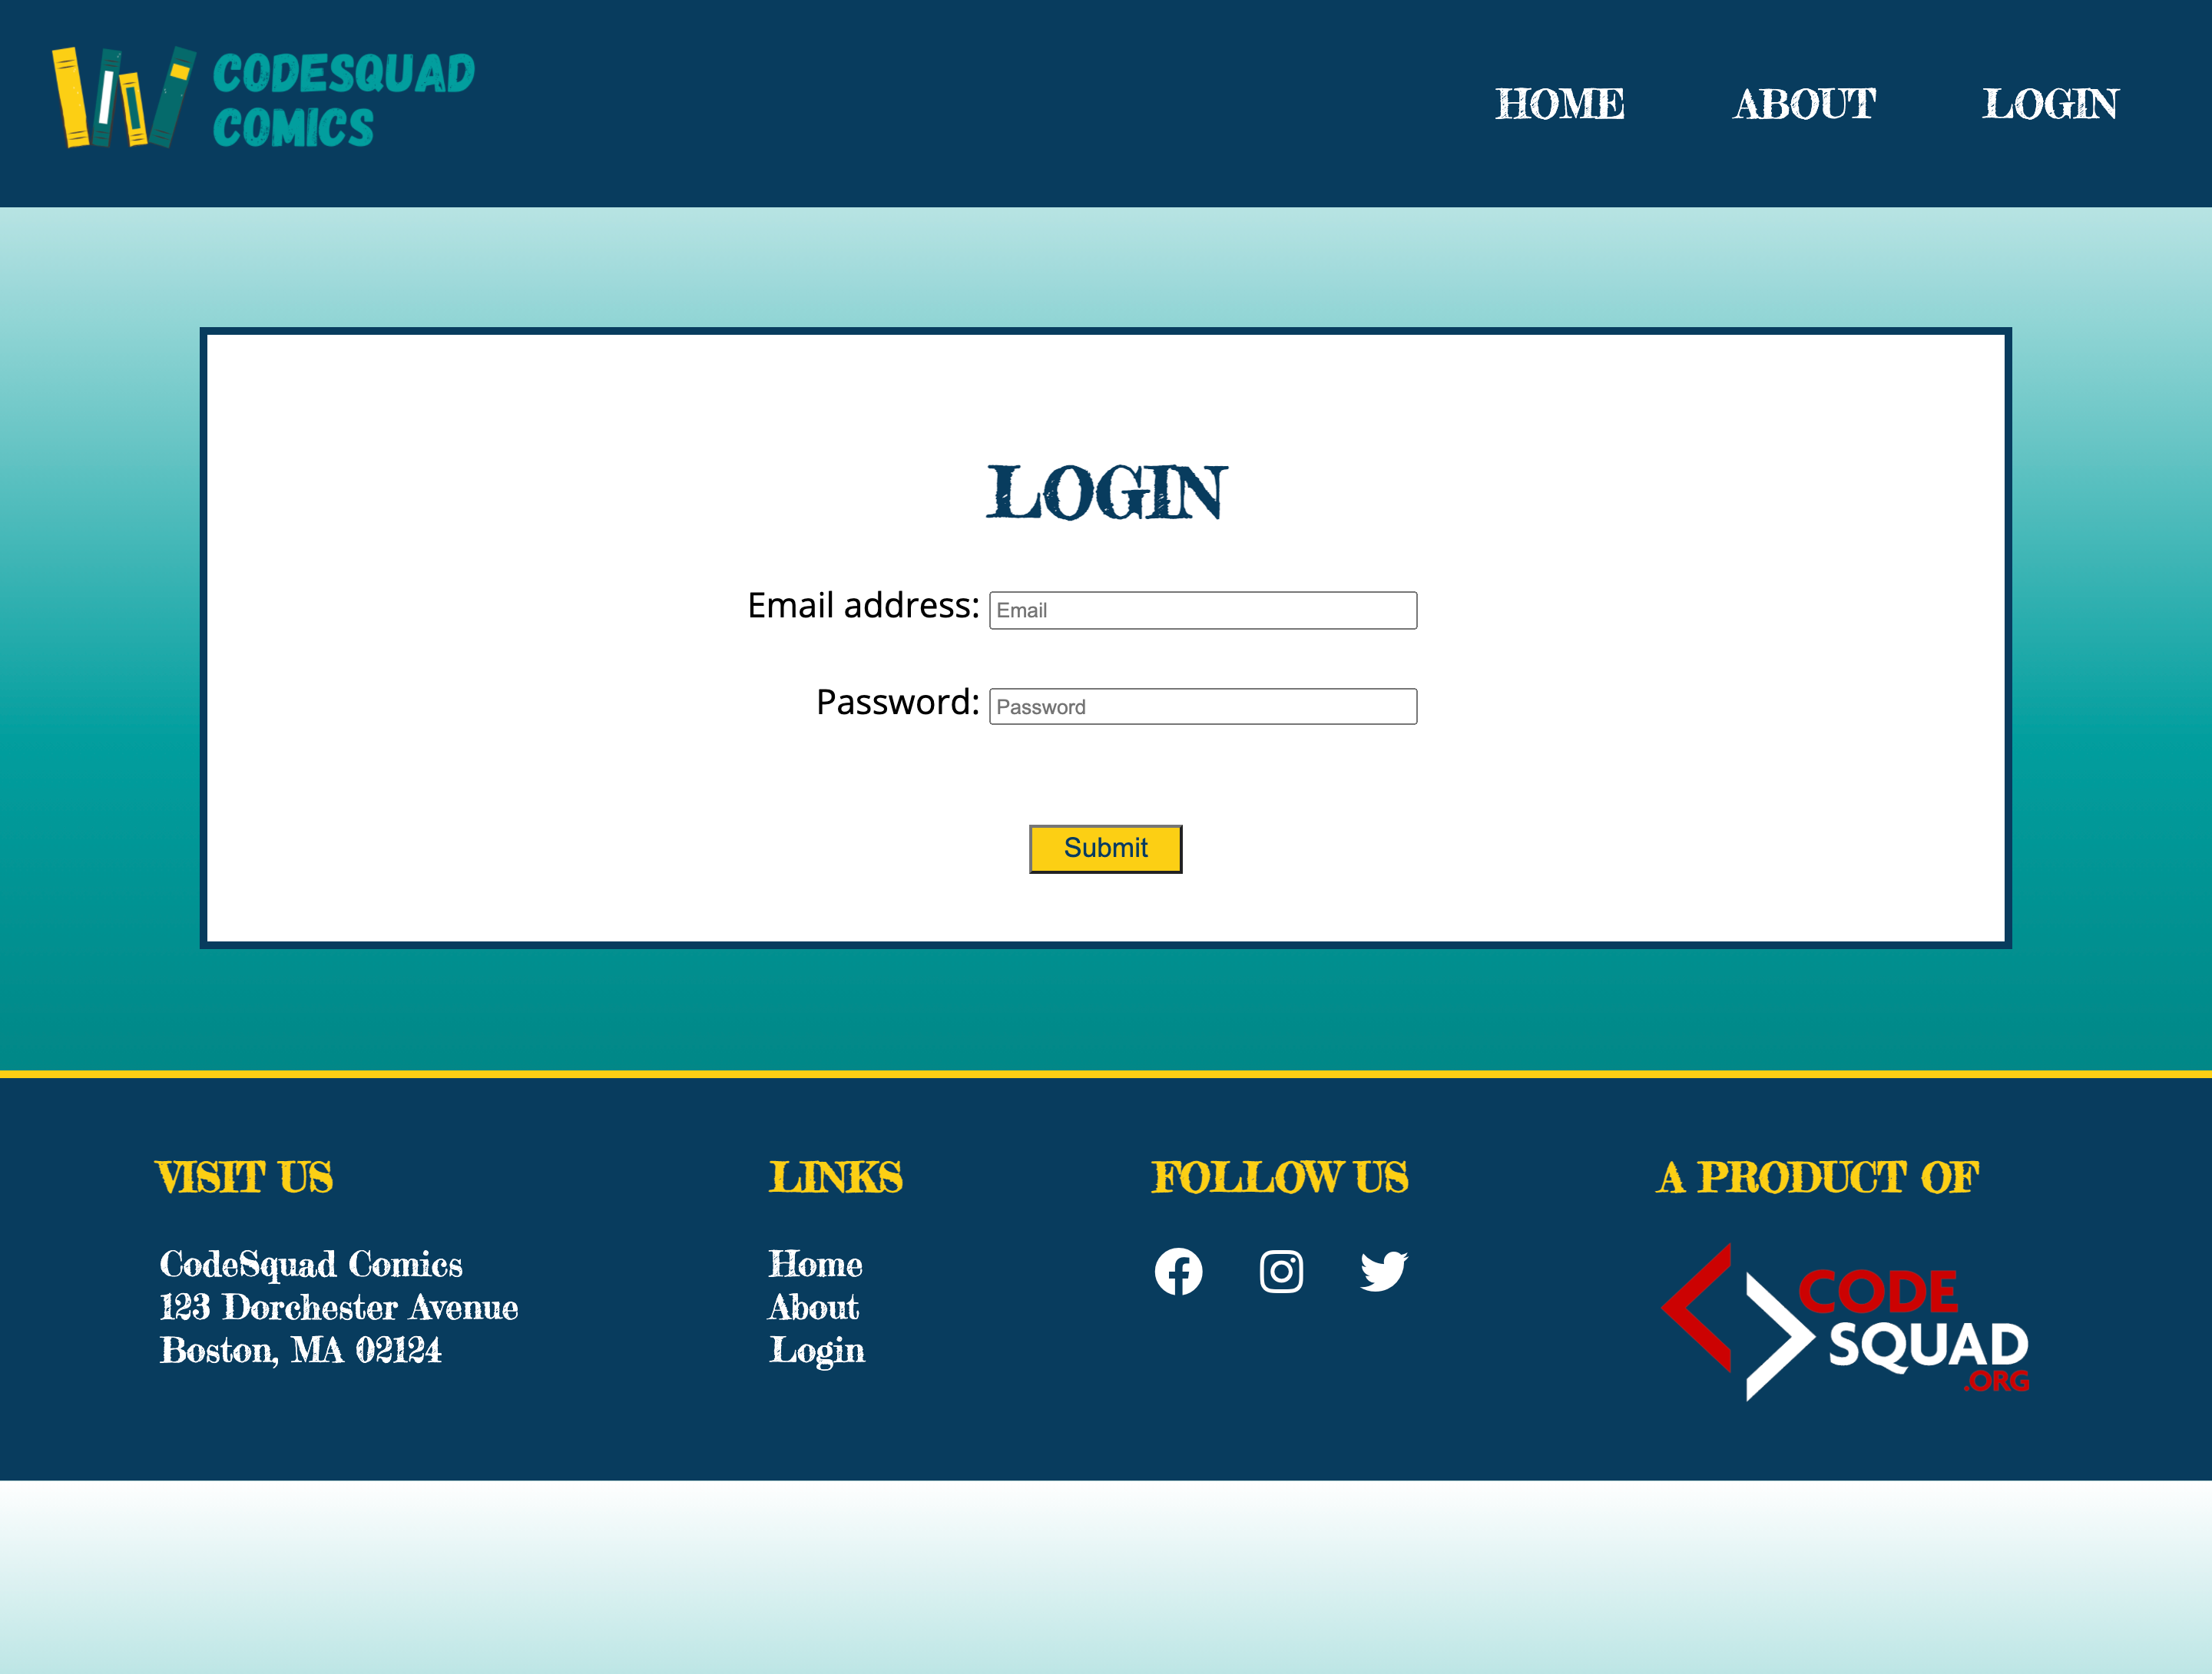 CODESQUAD
COMICS
HOME ABOUT LOGIN
LOGIN
Email address: Email
Password: Password
Submit
VISIT US
CodeSquad Comics
123 Dorchester Avenue
Boston, MA 02124
LINKS
Home
About
Login
FOLLOW US
A PRODUCT OF
CODE
SQUAD
.ORG